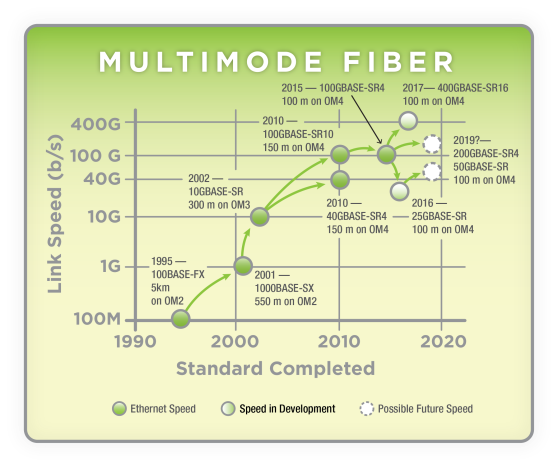 MULTIMODE FIBER
2015 — 100GBASE-SR4
100 m on OM4
2017— 400GBASE-SR16
100 m on OM4
2010 —
100GBASE-SR10
150 m on OM4
2019?—
200GBASE-SR4
50GBASE-SR
100 m on OM4
2002 —
10GBASE-SR
300 m on OM3
2010 —
40GBASE-SR4
150 m on OM4
2016 —
25GBASE-SR
100 m on OM4
1995 —
100BASE-FX
5km
on OM2
2001 —
1000BASE-SX
550 m on OM2
Link Speed (b/s)
400G
100 G
40G
10G
1G
100M
1990
2000
2010
2020
Standard Completed
Ethernet Speed
Speed in Development
Possible Future Speed